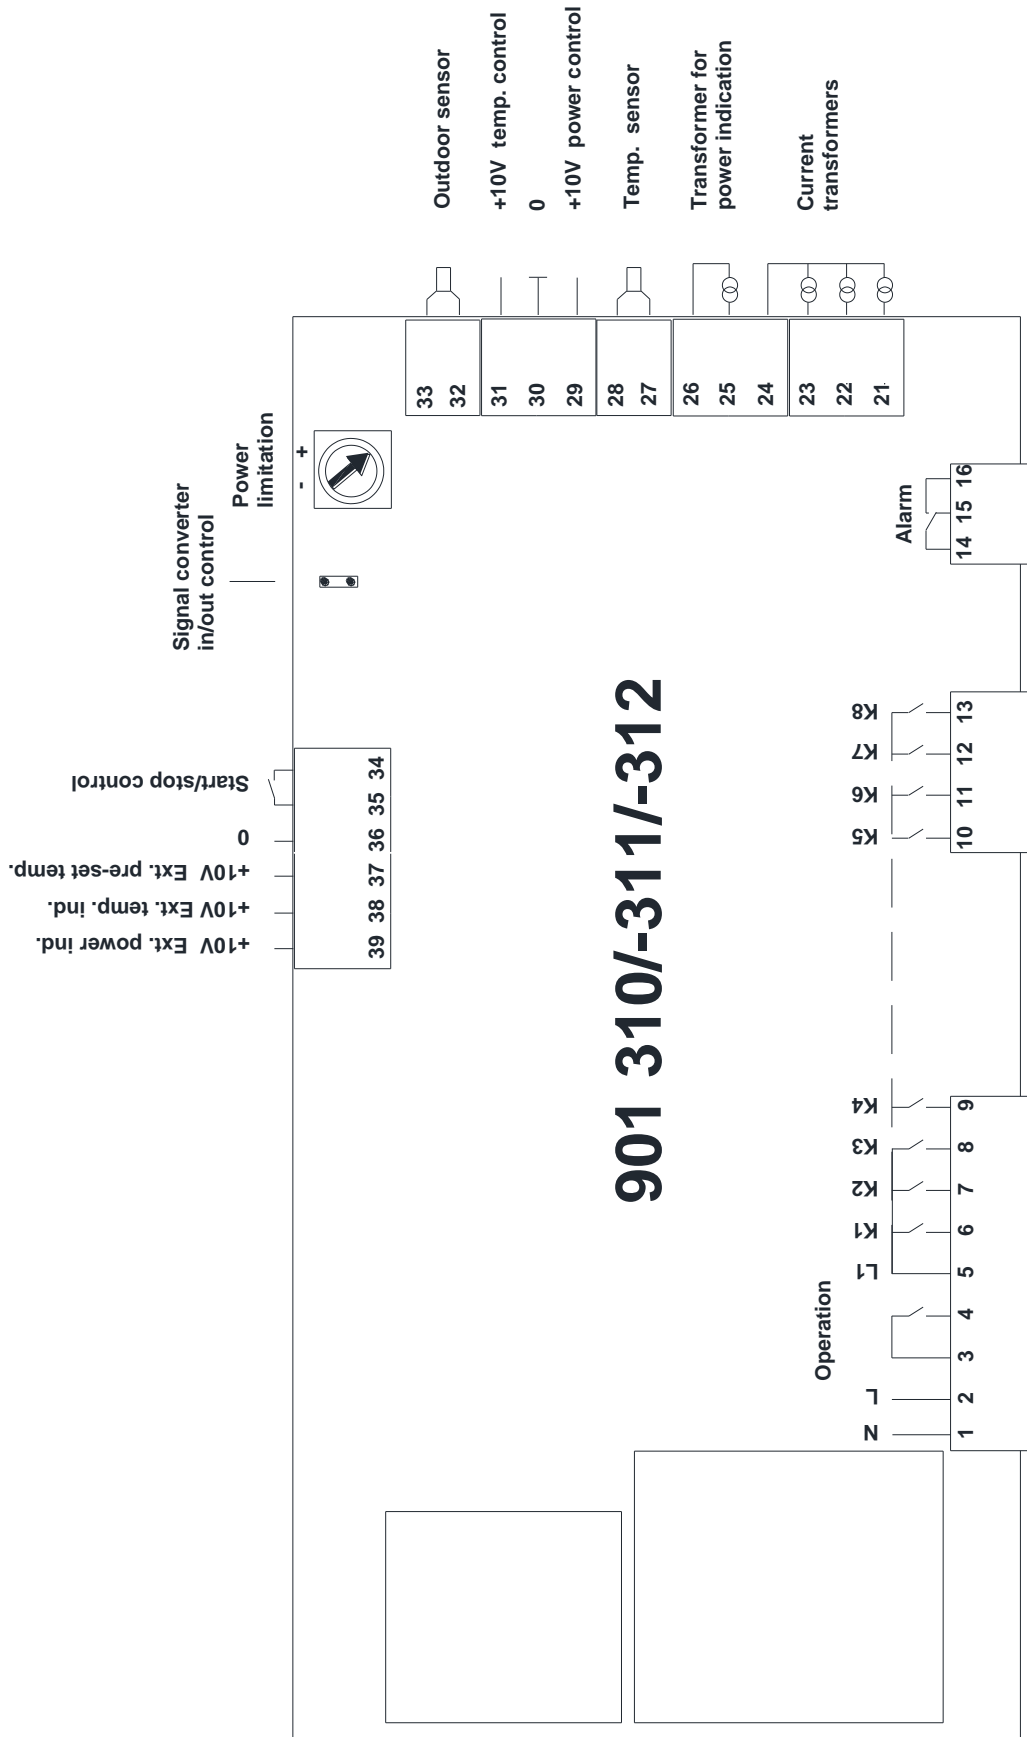 Outdoor sensor
+10V temp. control
0
+10V power control
Temp. sensor
Transformer for
power indication
Current
transformers
33
32
31
30
29
28
27
26
25
24
23
22
21
Power
limitation
- +
Signal converter
in/out control
Alarm
14 15 16
Start/stop control
0
+10V Ext. pre-set temp.
+10V Ext. temp. ind.
+10V Ext. power ind.
34
35
36
37
38
39
901 310/-311/-312
K8
K7
K6
K5
13
12
11
10
K4
K3
K2
K1
L1
Operation
L
N
9
8
7
6
5
4
3
2
1